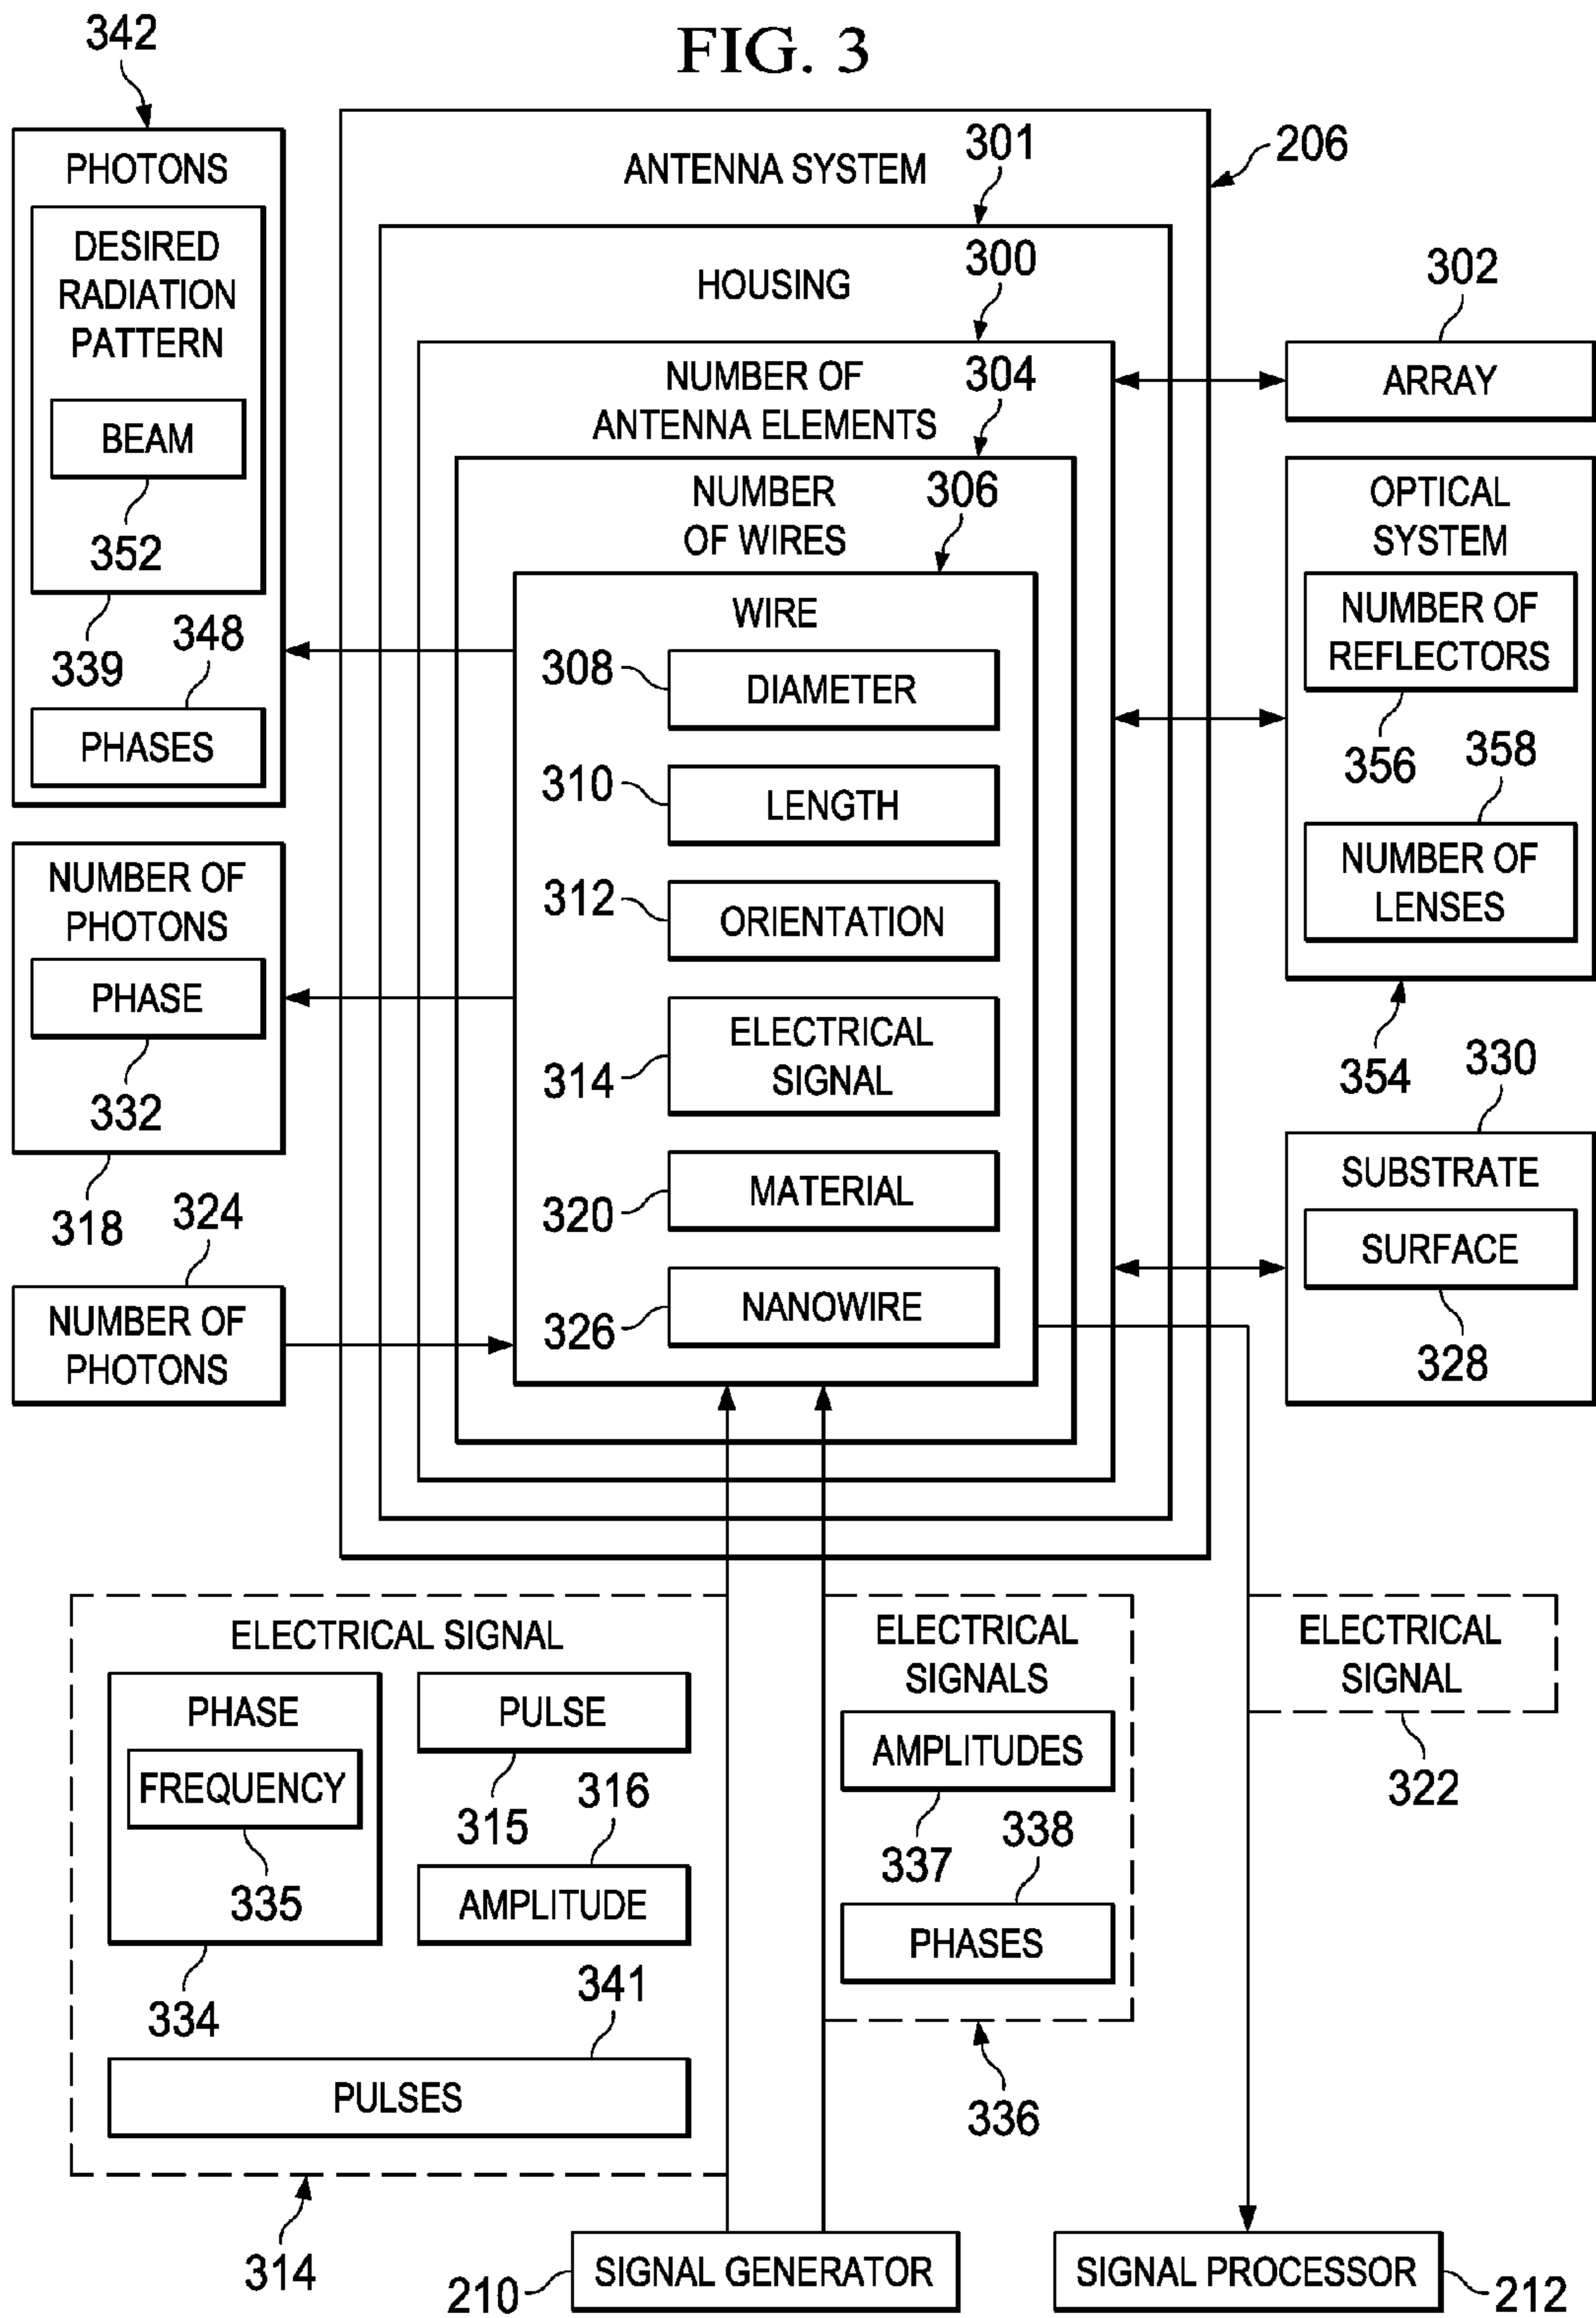 FIG. 3
342
PHOTONS
DESIRED
RADIATION
PATTERN
BEAM
352
339
348
PHASES
NUMBER OF
PHOTONS
PHASE
332
318
324
NUMBER OF
PHOTONS
ANTENNA SYSTEM
301
206
HOUSING
300
NUMBER OF
ANTENNA ELEMENTS
304
NUMBER
OF WIRES
306
WIRE
308
DIAMETER
310
LENGTH
312
ORIENTATION
314
ELECTRICAL
SIGNAL
320
MATERIAL
326
NANOWIRE
302
ARRAY
OPTICAL
SYSTEM
NUMBER OF
REFLECTORS
356
358
NUMBER OF
LENSES
354
330
SUBSTRATE
SURFACE
328
ELECTRICAL SIGNAL
PHASE
FREQUENCY
335
334
PULSE
315
316
AMPLITUDE
341
PULSES
314
ELECTRICAL
SIGNALS
AMPLITUDES
337
338
PHASES
336
ELECTRICAL
SIGNAL
322
210
SIGNAL GENERATOR
SIGNAL PROCESSOR
212